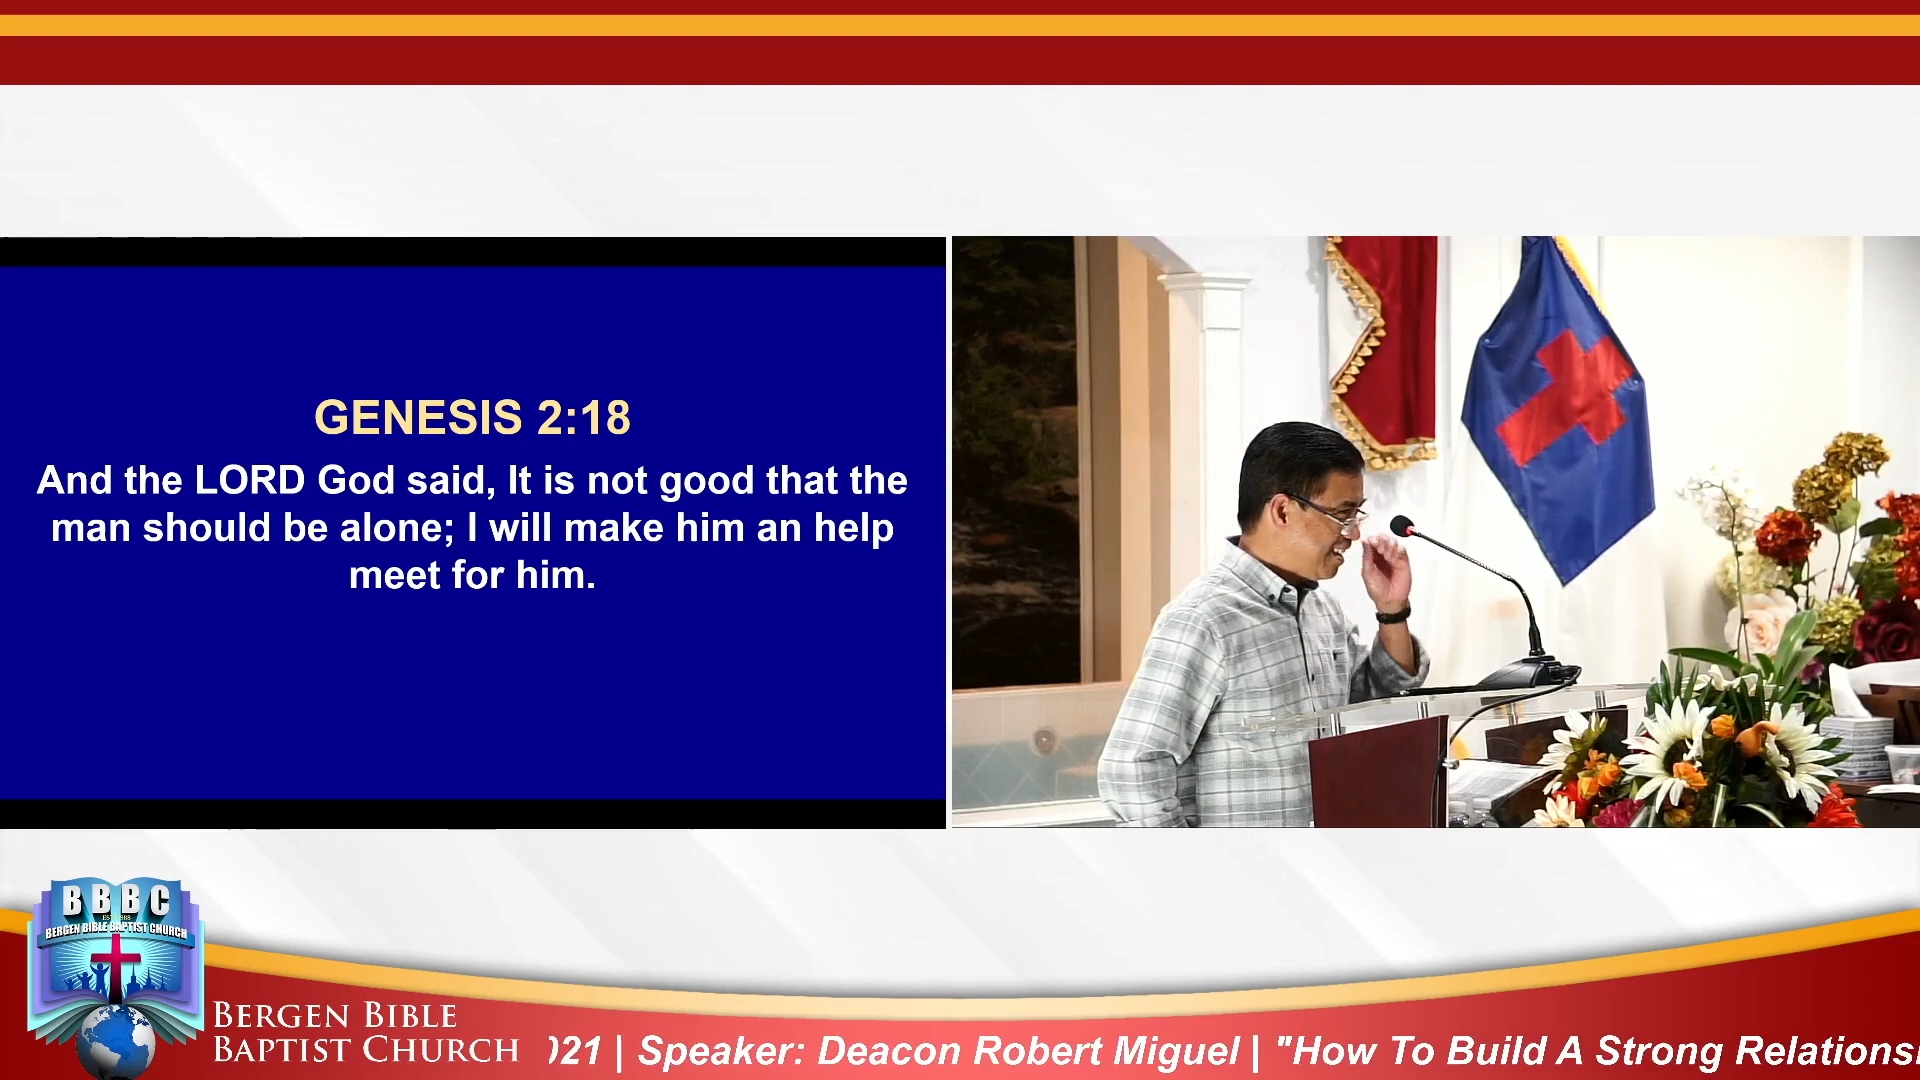 GENESIS 2:18
And the LORD God said, It is not good that the
man should be alone; I will make him an help
meet for him.
BBBC
BERGEN BIBLE BAPTIST CHURCH
BERGEN BIBLE
BAPTIST CHURCH
021 | Speaker: Deacon Robert Miguel | "How To Build A Strong Relations